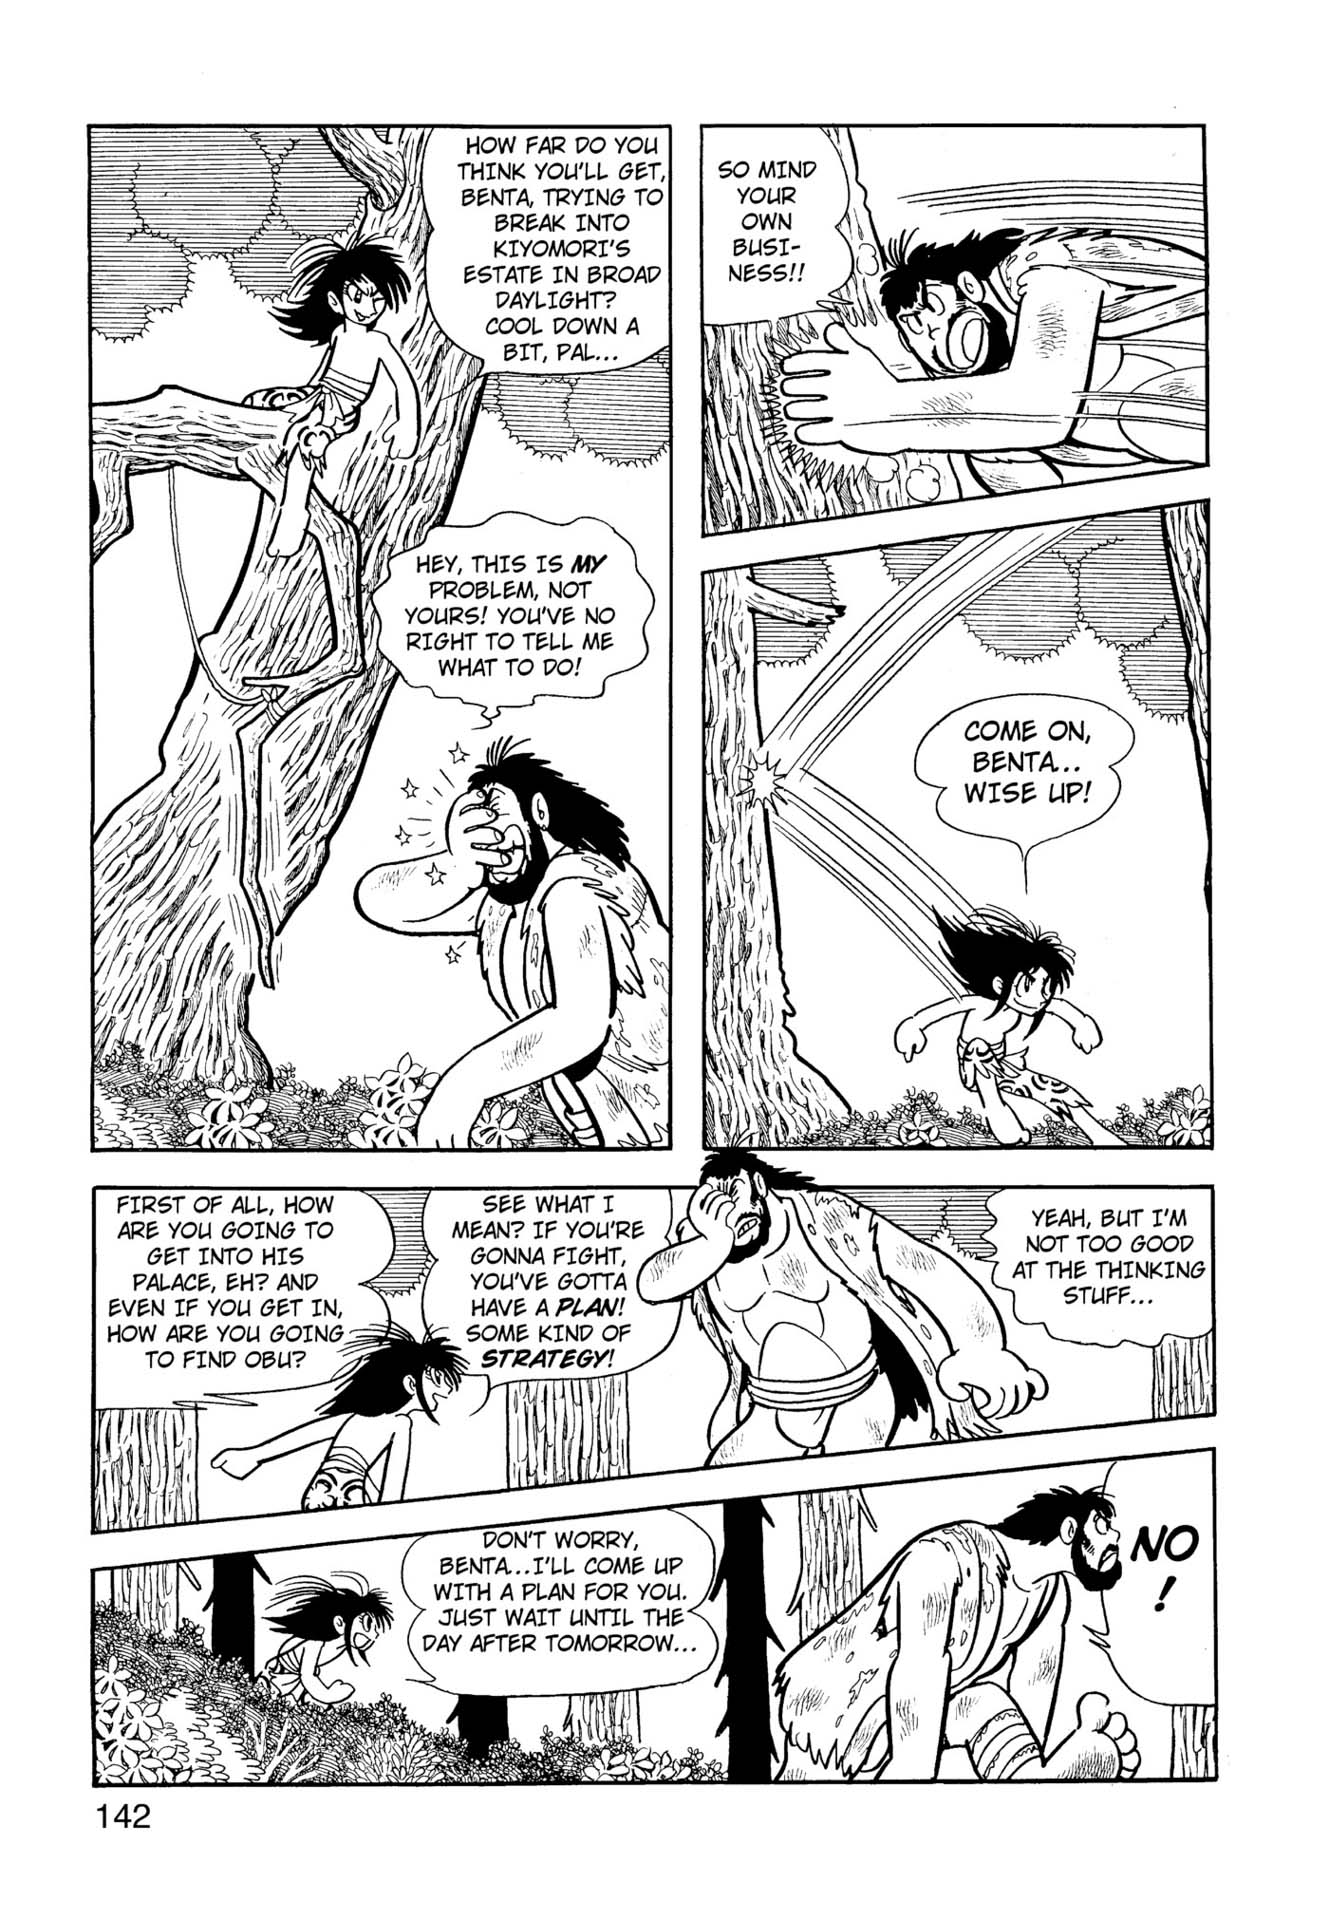 HOW FAR DO YOU
THINK YOU'LL GET,
BENTA, TRYING TO
BREAK INTO
KIYOMORI'S
ESTATE IN BROAD
DAYLIGHT?
COOL DOWN A
BIT, PAL...
HEY, THIS IS MY
PROBLEM, NOT
YOURS! YOU'VE NO
RIGHT TO TELL ME
WHAT TO DO!
SO MIND
YOUR
OWN
BUSI-
NESS!!
COME ON,
BENTA...
WISE UP!
FIRST OF ALL, HOW
ARE YOU GOING TO
GET INTO HIS
PALACE, EH? AND
EVEN IF YOU GET IN,
HOW ARE YOU GOING
TO FIND OBU?
SEE WHAT I
MEAN? IF YOU'RE
GONNA FIGHT,
YOU'VE GOTTA
HAVE A PLAN!
SOME KIND OF
STRATEGY!
YEAH, BUT I'M
NOT TOO GOOD
AT THE THINKING
STUFF...
DON'T WORRY,
BENTA...I'LL COME UP
WITH A PLAN FOR YOU.
JUST WAIT UNTIL THE
DAY AFTER TOMORROW...
NO
!
142